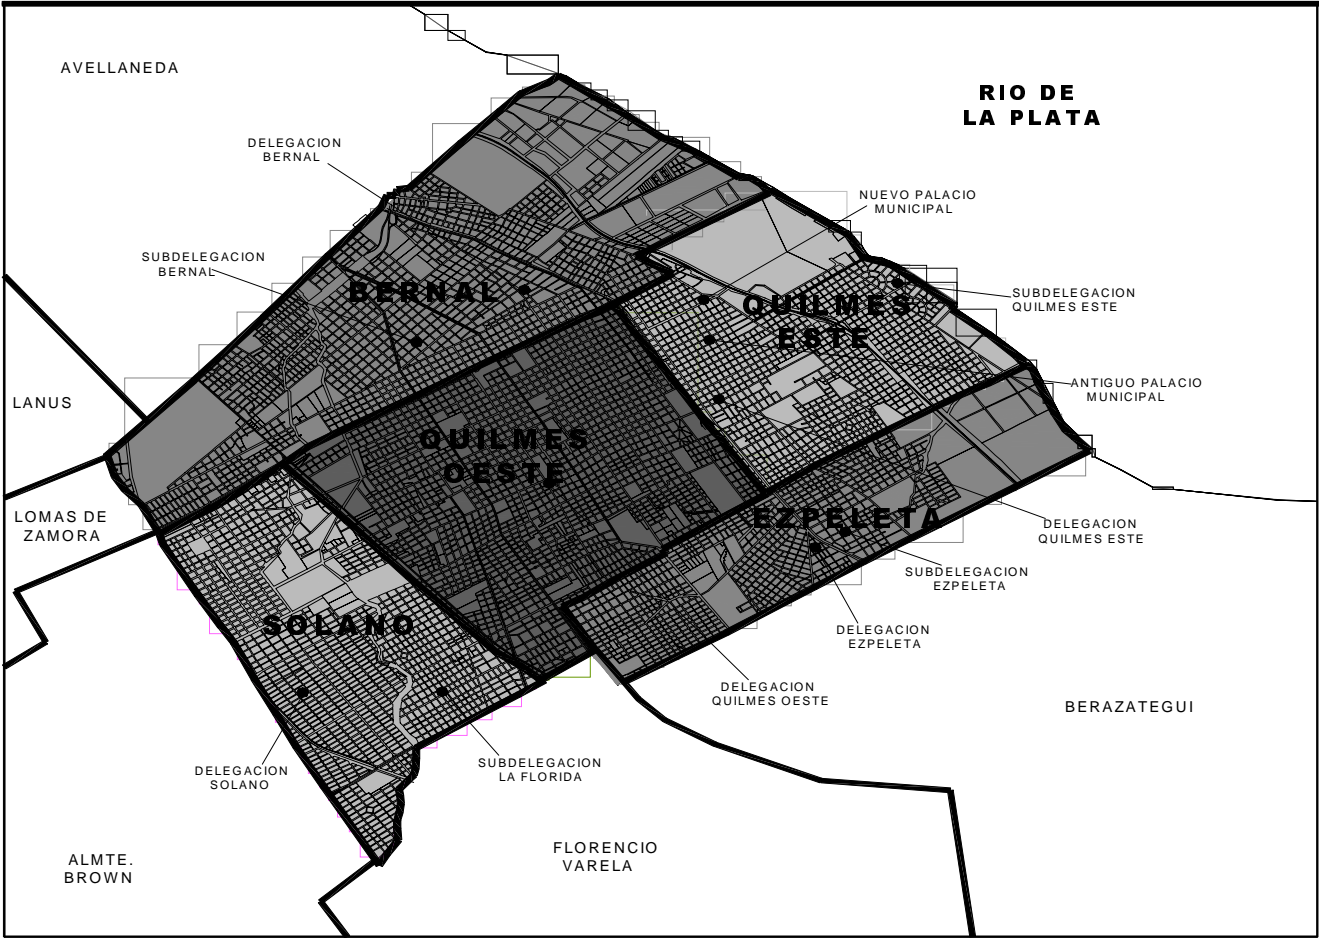 AVELLANEDA
RIO DE
LA PLATA
DELEGACION
BERNAL
NUEVO PALACIO
MUNICIPAL
SUBDELEGACION
BERNAL
BERNAL
SUBDELEGACION
QUILMES ESTE
QUILMES
ESTE
ANTIGUO PALACIO
MUNICIPAL
LANUS
QUILMES
OESTE
LOMAS DE
ZAMORA
EZPELETA
DELEGACION
QUILMES ESTE
SUBDELEGACION
EZPELETA
SOLANO
DELEGACION
EZPELETA
DELEGACION
QUILMES OESTE
BERAZATEGUI
SUBDELEGACION
LA FLORIDA
DELEGACION
SOLANO
FLORENCIO
VARELA
ALMTE.
BROWN